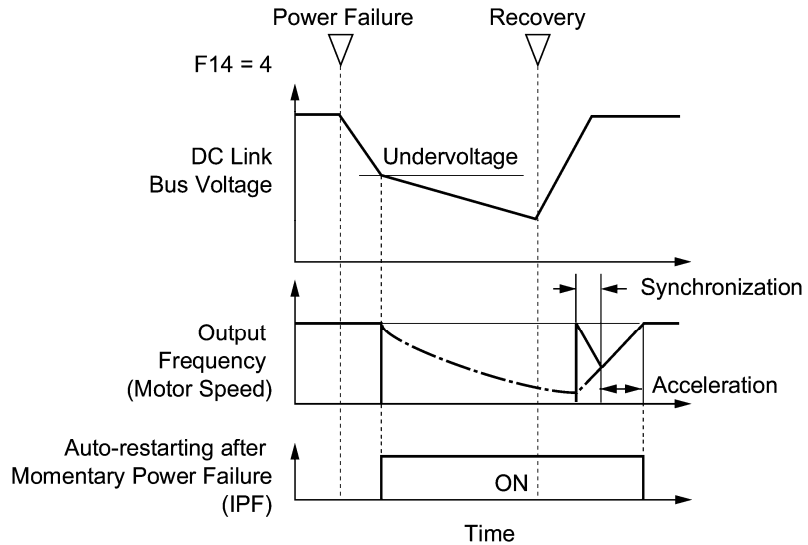 Power Failure
Recovery
F14 = 4
DC Link
Bus Voltage
Undervoltage
Synchronization
Output
Frequency
(Motor Speed)
Acceleration
Auto-restarting after
Momentary Power Failure
(IPF)
ON
Time